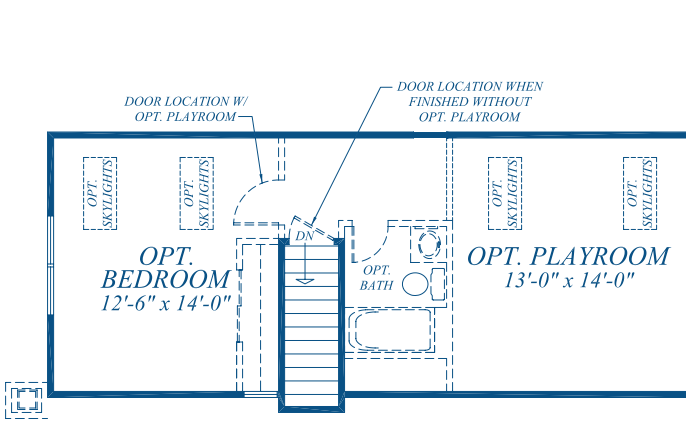 DOOR LOCATION W/
OPT. PLAYROOM
DOOR LOCATION WHEN
FINISHED WITHOUT
OPT. PLAYROOM
OPT.
SKYLIGHTS
OPT.
SKYLIGHTS
OPT.
SKYLIGHTS
OPT.
SKYLIGHTS
DN
OPT.
BEDROOM
12'-6" x 14'-0"
OPT.
BATH
OPT. PLAYROOM
13'-0" x 14'-0"